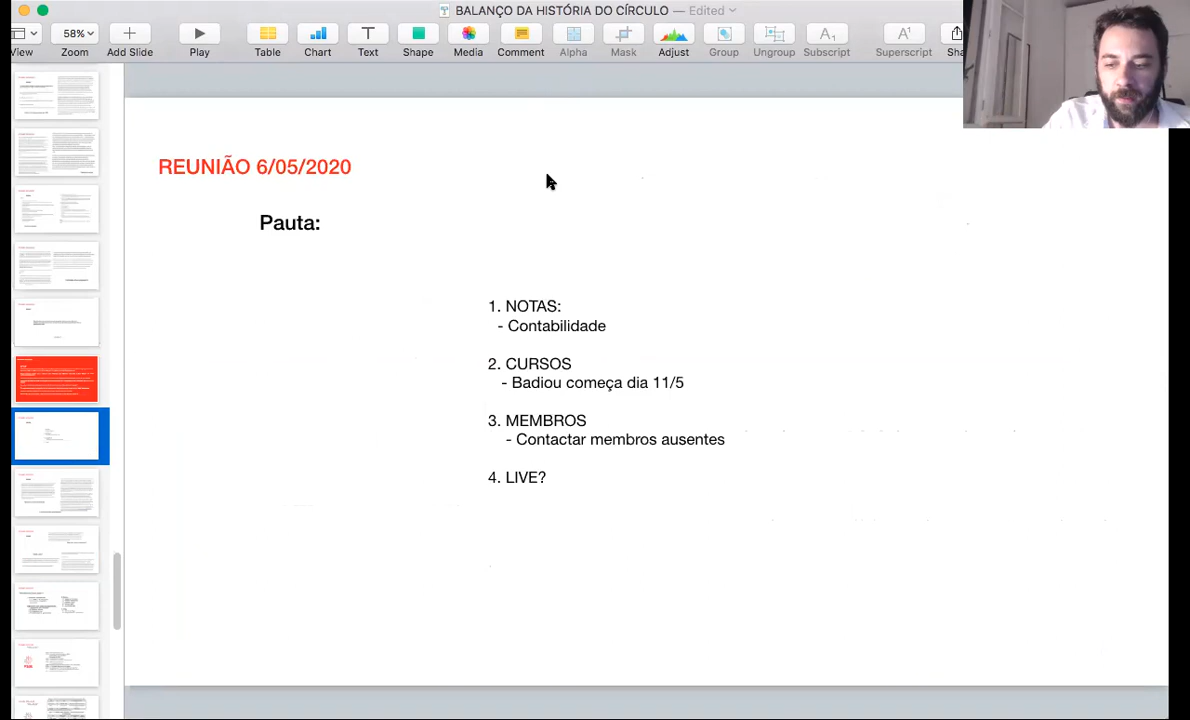 BALANÇO DA HISTÓRIA DO CÍRCULO — Edited
View
58%
Zoom
Add Slide
Play
Table
Chart
Text
Shape
Media
Comment
Alpha
Mask
Adjust
Group
Ungroup
Subscript
Superscript
Sha
REUNIÃO 6/05/2020
Pauta:
1. NOTAS:
- Contabilidade
2. CURSOS
- Badiou começa dia 11/5
3. MEMBROS
- Contactar membros ausentes
4. LIVE?